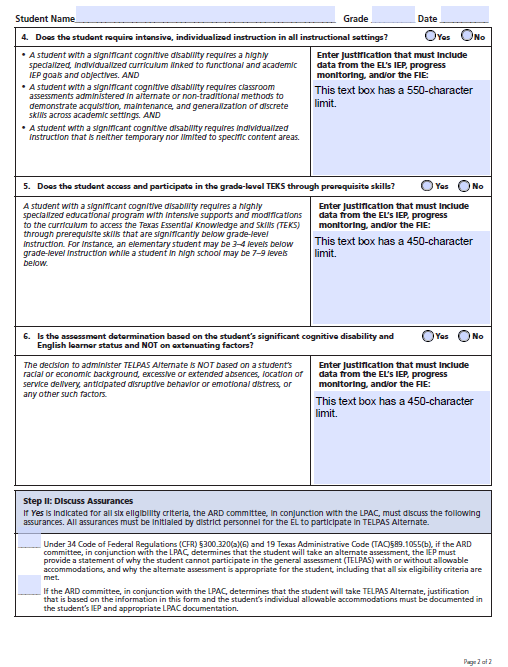 Student Name Grade Date
4. Does the student require intensive, individualized instruction in all instructional settings? Yes No
• A student with a significant cognitive disability requires a highly
specialized, individualized curriculum linked to functional and academic
IEP goals and objectives. AND
• A student with a significant cognitive disability requires classroom
assessments administered in alternate or non-traditional methods to
demonstrate acquisition, maintenance, and generalization of discrete
skills across academic settings. AND
• A student with a significant cognitive disability requires individualized
instruction that is neither temporary nor limited to specific content areas.
Enter justification that must include
data from the EL's IEP, progress
monitoring, and/or the FIE:
This text box has a 550-character
limit.
5. Does the student access and participate in the grade-level TEKS through prerequisite skills? Yes No
A student with a significant cognitive disability requires a highly
specialized educational program with intensive supports and modifications
to the curriculum to access the Texas Essential Knowledge and Skills (TEKS)
through prerequisite skills that are significantly below grade-level
instruction. For instance, an elementary student may be 3–4 levels below
grade-level instruction while a student in high school may be 7–9 levels
below.
Enter justification that must include
data from the EL's IEP, progress
monitoring, and/or the FIE:
This text box has a 450-character
limit.
6. Is the assessment determination based on the student's significant cognitive disability and
English learner status and NOT on extenuating factors? Yes No
The decision to administer TELPAS Alternate is NOT based on a student's
racial or economic background, excessive or extended absences, location of
service delivery, anticipated disruptive behavior or emotional distress, or
any other such factors.
Enter justification that must include
data from the EL's IEP, progress
monitoring, and/or the FIE:
This text box has a 450-character
limit.
Step II: Discuss Assurances
If Yes is indicated for all six eligibility criteria, the ARD committee, in conjunction with the LPAC, must discuss the following
assurances. All assurances must be initialed by district personnel for the EL to participate in TELPAS Alternate.
Under 34 Code of Federal Regulations (CFR) §300.320(a)(6) and 19 Texas Administrative Code (TAC)§89.1055(b), if the ARD
committee, in conjunction with the LPAC, determines that the student will take an alternate assessment, the IEP must
provide a statement of why the student cannot participate in the general assessment (TELPAS) with or without allowable
accommodations, and why the alternate assessment is appropriate for the student, including that all six eligibility criteria are
met.
If the ARD committee, in conjunction with the LPAC, determines that the student will take TELPAS Alternate, justification
that is based on the information in this form and the student's individual allowable accommodations must be documented in
the student's IEP and appropriate LPAC documentation.
Page 2 of 2